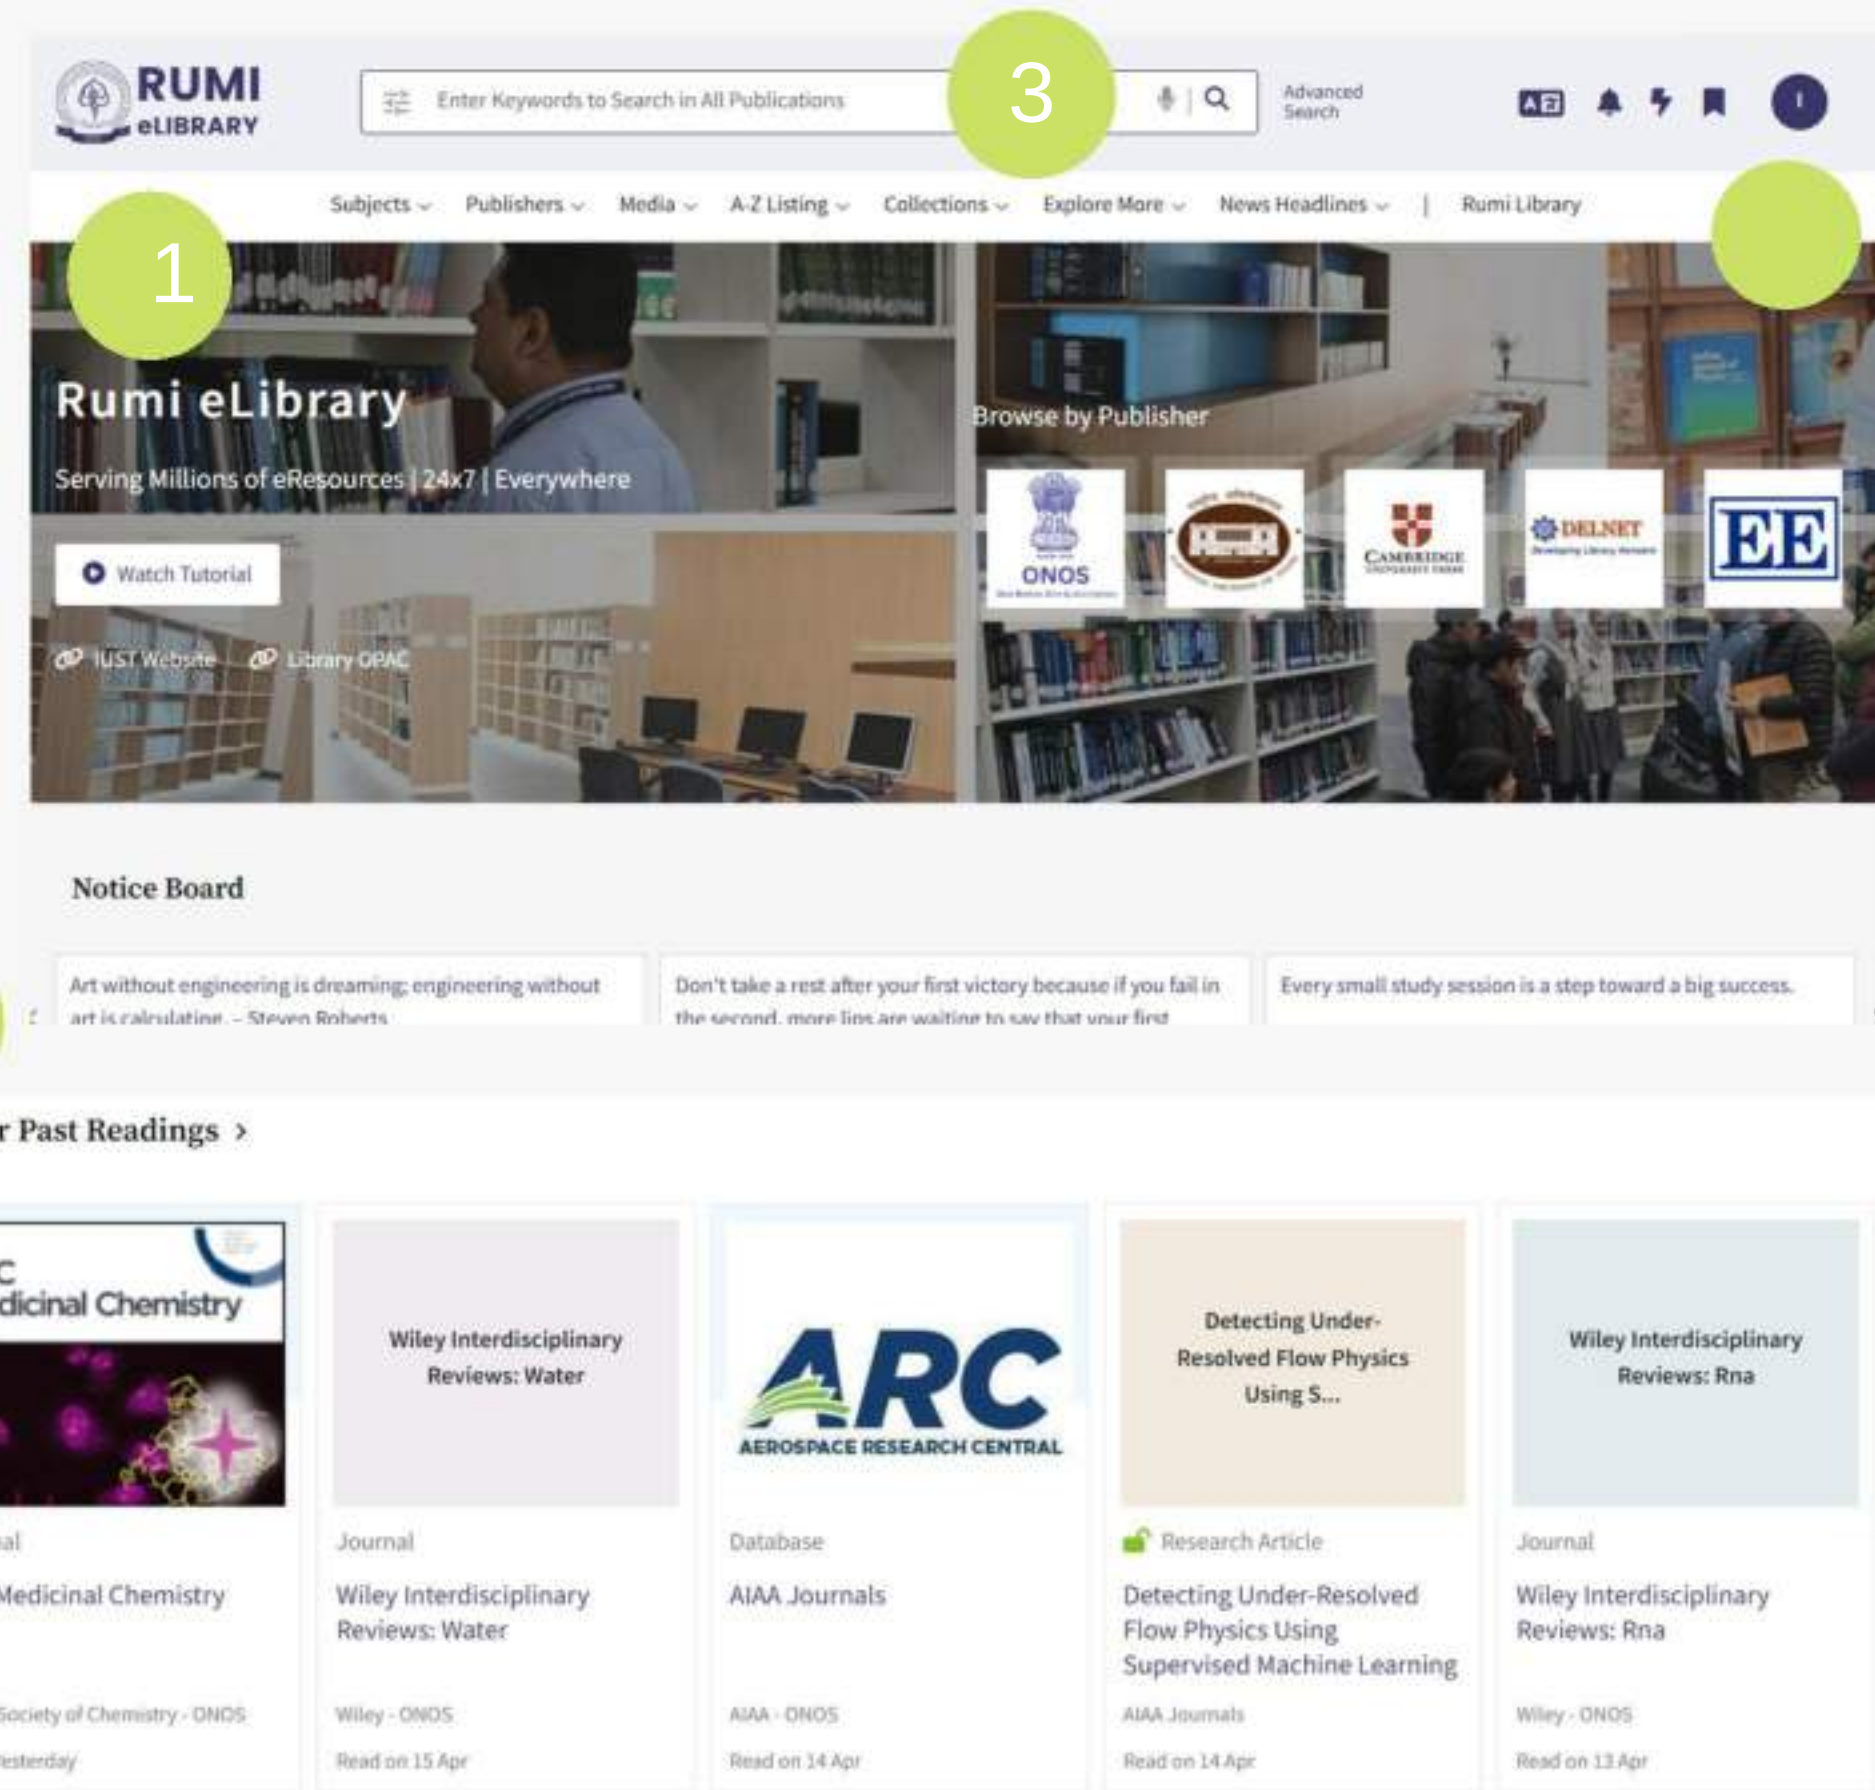 RUMI
eLIBRARY
Enter Keywords to Search in All Publications
3
Advanced
Search
Subjects
Publishers
Media
A-Z Listing
Collections
Explore More
News Headlines
|
Rumi Library
1
Rumi eLibrary
Serving Millions of eResources | 24x7 | Everywhere
Watch Tutorial
IUST Website
Library OPAC
Browse by Publisher
ONOS
CAMBRIDGE
UNIVERSITY PRESS
DELNET
Developing Library Network
EE
Notice Board
Art without engineering is dreaming; engineering without
art is calculating. – Steven Roberts
Don't take a rest after your first victory because if you fail in
the second, more lips are waiting to say that your first
Every small study session is a step toward a big success.
r Past Readings >
C
dicinal Chemistry
al
Medicinal Chemistry
Society of Chemistry - ONOS
esterday
Wiley Interdisciplinary
Reviews: Water
Journal
Wiley Interdisciplinary
Reviews: Water
Wiley - ONOS
Read on 15 Apr
ARC
AEROSPACE RESEARCH CENTRAL
Database
AIAA Journals
AIAA - ONOS
Read on 14 Apr
Detecting Under-
Resolved Flow Physics
Using S...
Research Article
Detecting Under-Resolved
Flow Physics Using
Supervised Machine Learning
AIAA Journals
Read on 14 Apr
Wiley Interdisciplinary
Reviews: Rna
Journal
Wiley Interdisciplinary
Reviews: Rna
Wiley - ONOS
Read on 13 Apr